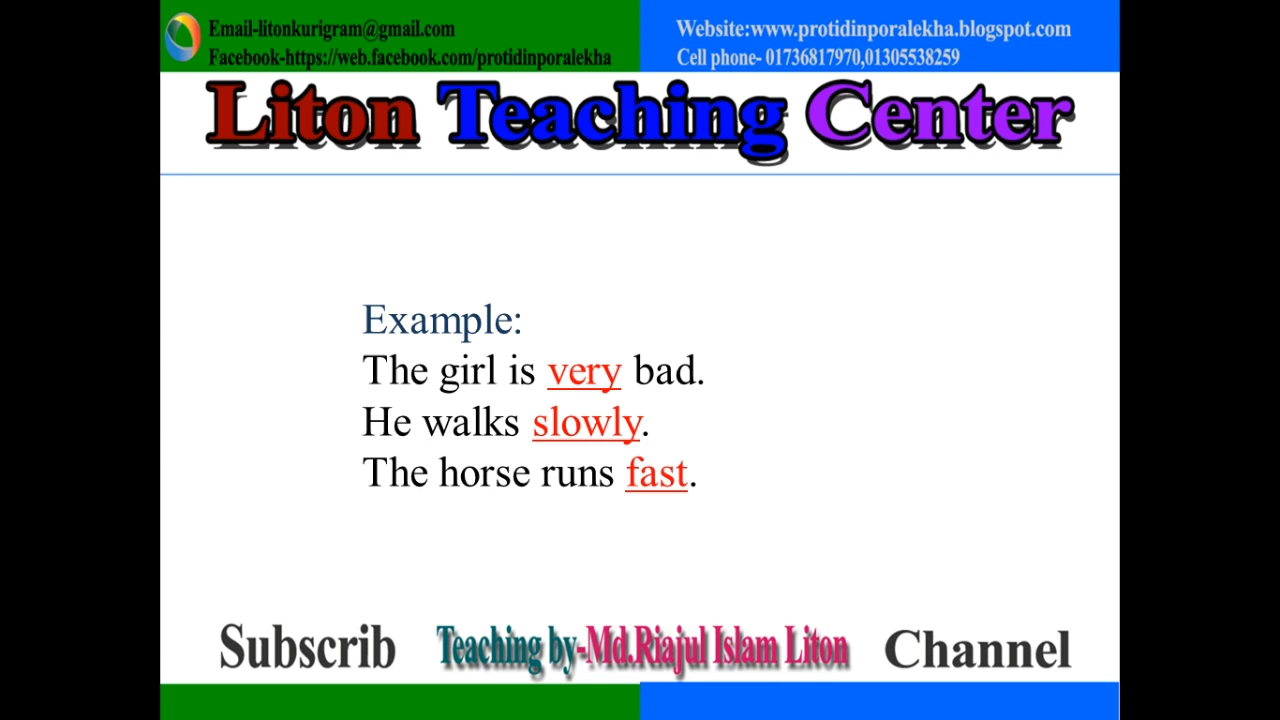 Email-litonkurigram@gmail.com
Facebook-https://web.facebook.com/protidinporalekha
Website:www.protidinporalekha.blogspot.com
Cell phone- 01736817970,01305538259
Liton Teaching Center
Example:
The girl is very bad.
He walks slowly.
The horse runs fast.
Subscrib Teaching by-Md.Riajul Islam Liton Channel